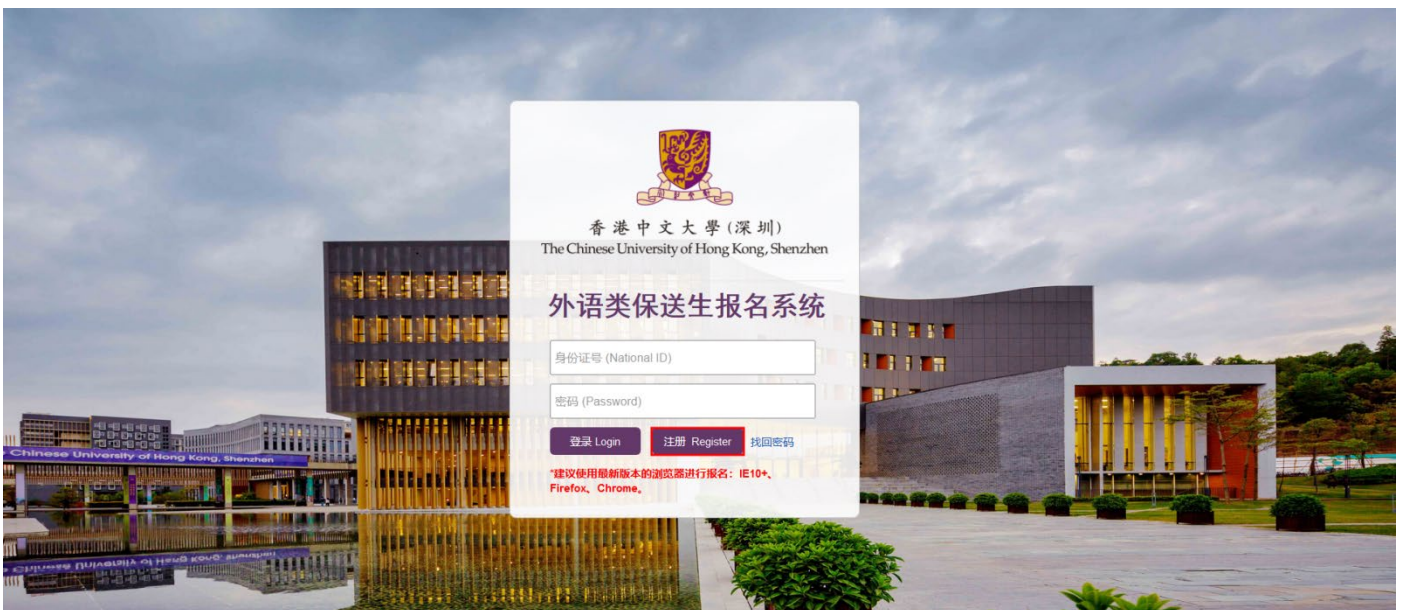 香港中文大學(深圳)
The Chinese University of Hong Kong, Shenzhen
外语类保送生报名系统
身份证号 (National ID)
密码 (Password)
登录 Login 注册 Register 找回密码
*建议使用最新版本的浏览器进行报名：IE10+、
Firefox、Chrome。
Chinese University of Hong Kong, Shenzhen